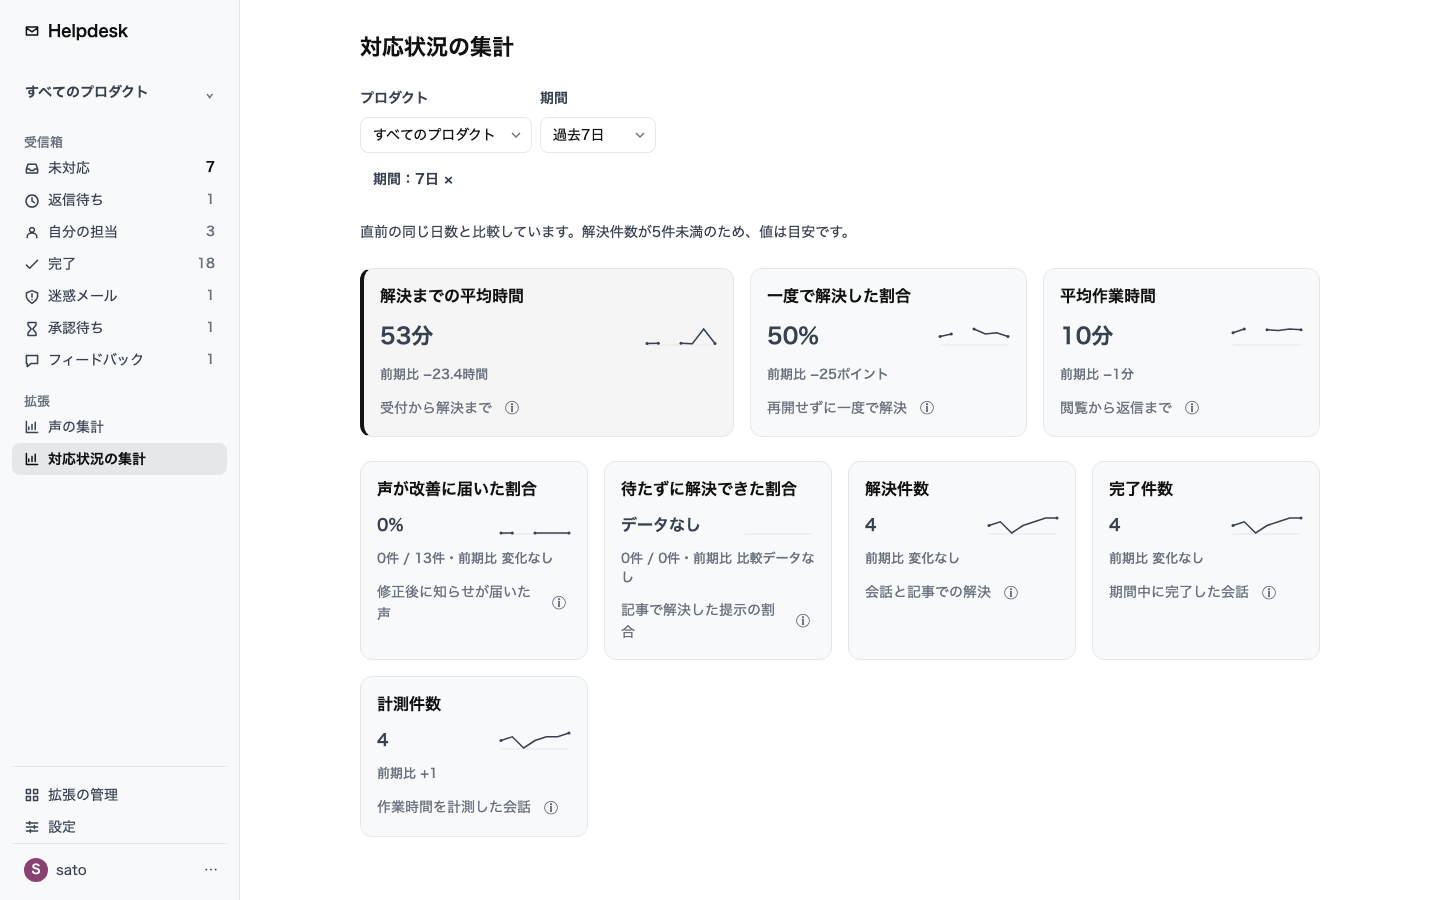 Helpdesk
すべてのプロダクト
受信箱
未対応 7
返信待ち 1
自分の担当 3
完了 18
迷惑メール 1
承認待ち 1
フィードバック 1
拡張
声の集計
対応状況の集計
拡張の管理
設定
S sato …
対応状況の集計
プロダクト 期間
すべてのプロダクト 過去7日
期間：7日 ×
直前の同じ日数と比較しています。解決件数が5件未満のため、値は目安です。
解決までの平均時間
53分
前期比 −23.4時間
受付から解決まで
一度で解決した割合
50%
前期比 −25ポイント
再開せずに一度で解決
平均作業時間
10分
前期比 −1分
閲覧から返信まで
声が改善に届いた割合
0%
0件 / 13件・前期比 変化なし
修正後に知らせが届いた
声
待たずに解決できた割合
データなし
0件 / 0件・前期比 比較データな
し
記事で解決した提示の割
合
解決件数
4
前期比 変化なし
会話と記事での解決
完了件数
4
前期比 変化なし
期間中に完了した会話
計測件数
4
前期比 +1
作業時間を計測した会話